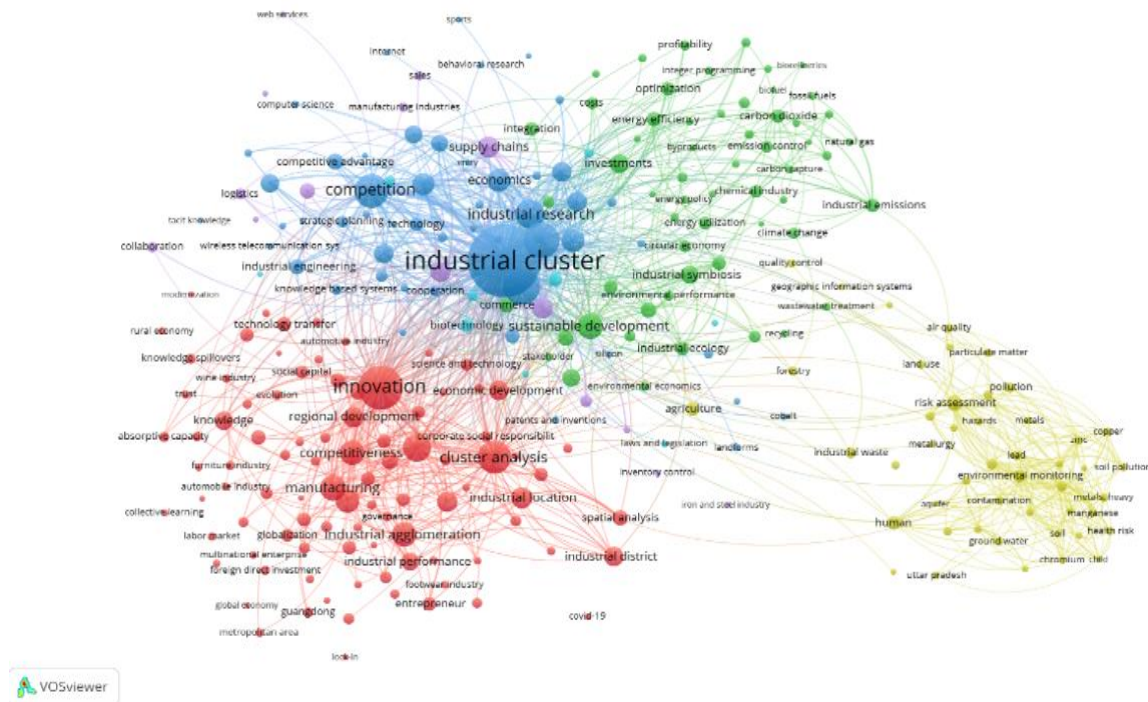 web services
sports
internet
behavioral research
profitability
sales
integer programming
biofuel
fossil fuels
optimization
computer science
manufacturing industries
costs
carbon dioxide
integration
energy efficiency
supply chains
byproducts
emission control
natural gas
competitive advantage
investments
carbon capture
economics
competition
chemical industry
logistics
energy policy
industrial emissions
industrial research
tacit knowledge
strategic planning
technology
energy utilization
climate change
collaboration
wireless telecommunication sys
circular economy
industrial cluster
quality control
industrial engineering
industrial symbiosis
knowledge based systems
cooperation
geographic information systems
modernization
environmental performance
commerce
wastewater treatment
biotechnology
sustainable development
technology transfer
air quality
rural economy
recycling
automotive industry
industrial ecology
particulate matter
knowledge spillovers
stakeholder
silicon
science and technology
land use
social capital
forestry
wine industry
innovation
environmental economics
pollution
trust
evolution
economic development
risk assessment
agriculture
regional development
cobalt
knowledge
patents and inventions
hazards
metals
absorptive capacity
corporate social responsibilit
copper
zinc
laws and legislation
landforms
metallurgy
competitiveness
cluster analysis
industrial waste
lead
furniture industry
soil pollution
inventory control
environmental monitoring
automobile industry
manufacturing
industrial location
metals, heavy
contamination
iron and steel industry
aquifer
collective learning
governance
spatial analysis
manganese
human
labor market
globalization
industrial agglomeration
soil
health risk
ground water
multinational enterprise
industrial district
industrial performance
chromium
child
foreign direct investment
uttar pradesh
footwear industry
global economy
entrepreneur
guangdong
covid-19
metropolitan area
lock-in
VOSviewer